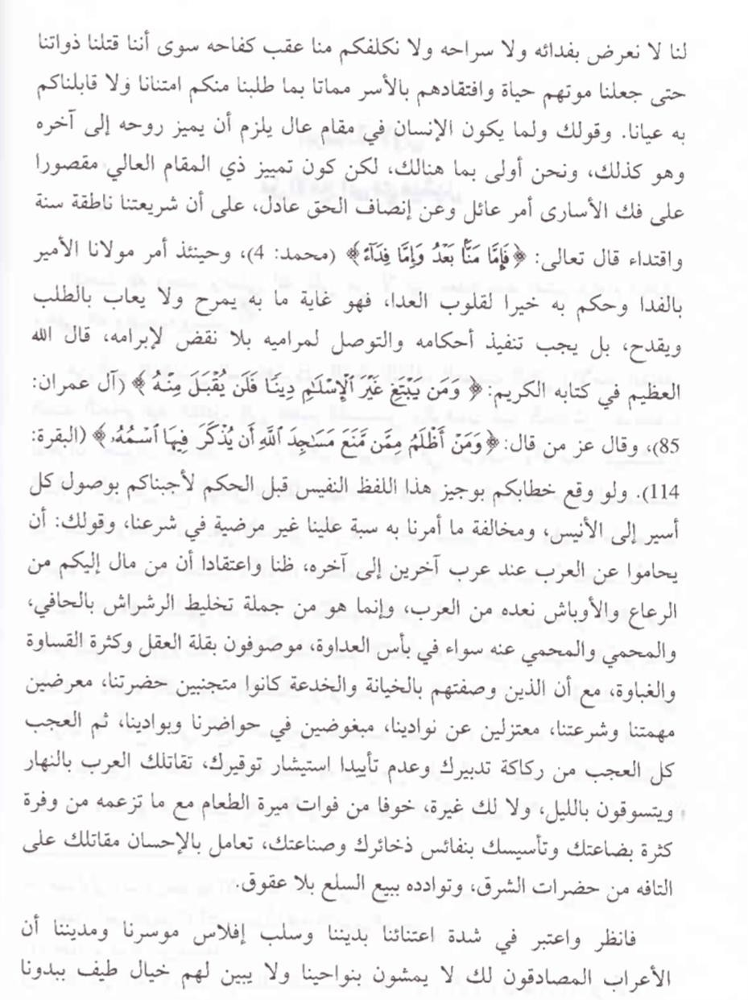 لنا لا نعرض بفدائه ولا سراحه ولا نكلفكم منا عقب كفاحه سوى أننا قتلنا ذواتنا
حتى جعلنا موتهم حياة وافتقادهم بالأسر مماتا بما طلبنا منكم امتنانا ولا قابلناكم
به عيانا. وقولك ولما يكون الإنسان في مقام عال يلزم أن يميز روحه إلى آخره
وهو كذلك، ونحن أولى بما هنالك، لكن كون تمييز ذي المقام العالي مقصورا
على فك الأسارى أمر عائل وعن إنصاف الحق عادل، على أن شريعتنا ناطقة سنة
واقتداء قال تعالى: ﴿فَإِمَّا مَنًّا بَعْدُ وَإِمَّا فِدَآءً﴾ (محمد: 4)، وحينئذ أمر مولانا الأمير
بالفدا وحكم به خيرا لقلوب العدا، فهو غاية ما به يمرح ولا يعاب بالطلب
ويقدح، بل يجب تنفيذ أحكامه والتوصل لمراميه بلا نقض لإبرامه، قال الله
العظيم في كتابه الكريم: ﴿ وَمَن يَبْتَغِ غَيْرَ ٱلْإِسْلَٰمِ دِينًا فَلَن يُقْبَلَ مِنْهُ ﴾ (آل عمران:
85)، وقال عز من قال: ﴿وَمَنْ أَظْلَمُ مِمَّن مَّنَعَ مَسَٰجِدَ ٱللَّهِ أَن يُذْكَرَ فِيهَا ٱسْمُهُۥ﴾ (البقرة:
114). ولو وقع خطابكم بوجيز هذا اللفظ النفيس قبل الحكم لأجبناكم بوصول كل
أسير إلى الأنيس، ومخالفة ما أمرنا به سبة علينا غير مرضية في شرعنا، وقولك: أن
يحاموا عن العرب عند عرب آخرين إلى آخره، ظنا واعتقادا أن من مال إليكم من
الرعاع والأوباش نعده من العرب، وإنما هو من جملة تخليط الرشراش بالحافي،
والمحمي والمحمي عنه سواء في بأس العداوة، موصوفون بقلة العقل وكثرة القساوة
والغباوة، مع أن الذين وصفتهم بالخيانة والخدعة كانوا متجنبين حضرتنا، معرضين
مهمتنا وشرعتنا، معتزلين عن نوادينا، مبغوضين في حواضرنا وبوادينا، ثم العجب
كل العجب من ركاكة تدبيرك وعدم تأييدا استيشار توقيرك، تقاتلك العرب بالنهار
ويتسوقون بالليل، ولا لك غيرة، خوفا من فوات ميرة الطعام مع ما تزعمه من وفرة
كثرة بضاعتك وتأسيسك بنفائس ذخائرك وصناعتك، تعامل بالإحسان مقاتلك على
التافه من حضرات الشرق، وتوادده ببيع السلع بلا عقوق.
فانظر واعتبر في شدة اعتنائنا بديننا وسلب إفلاس موسرنا ومديننا أن
الأعراب المصادقون لك لا يمشون بنواحينا ولا يبين لهم خيال طيف ببدونا